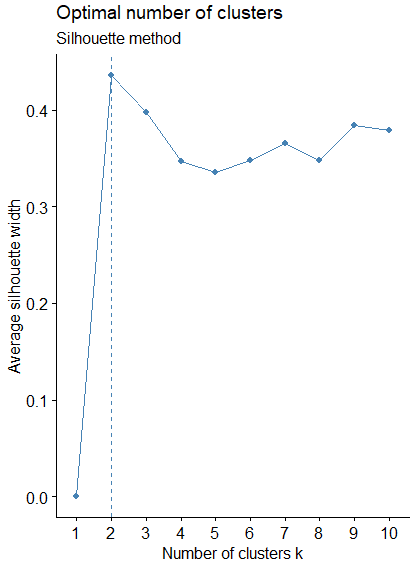 Optimal number of clusters
Silhouette method
Average silhouette width
0.4
0.3
0.2
0.1
0.0
1 2 3 4 5 6 7 8 9 10
Number of clusters k